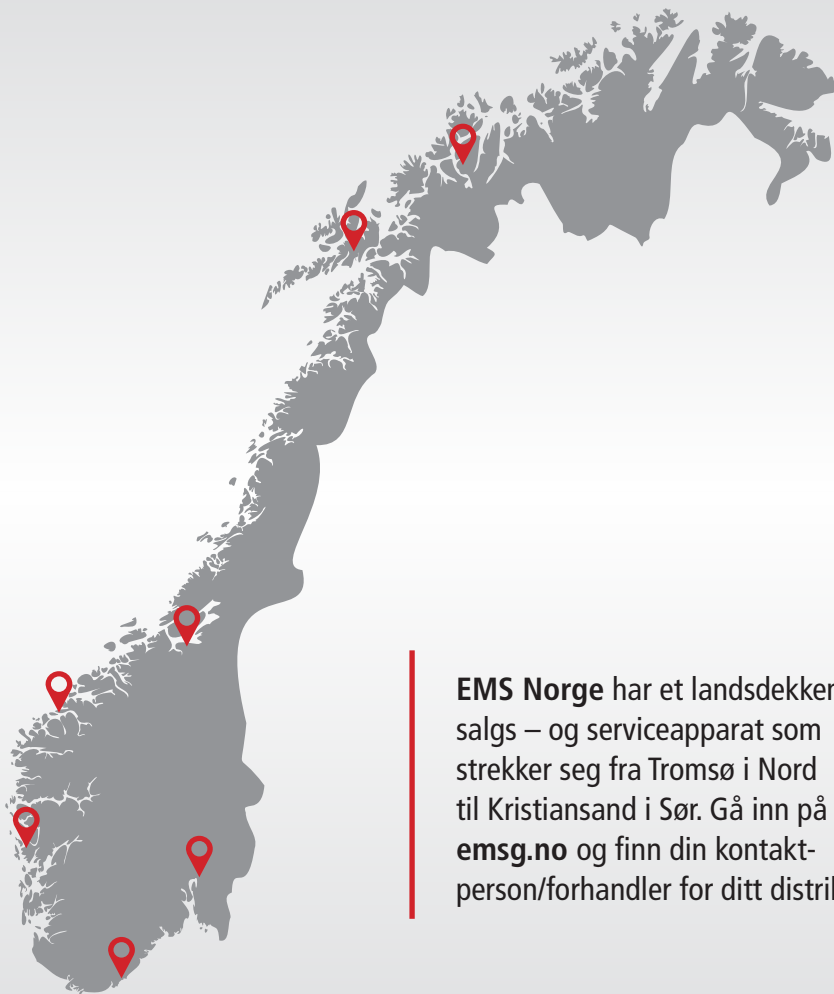 EMS Norge har et landsdekken
salgs – og serviceapparat som
strekker seg fra Tromsø i Nord
til Kristiansand i Sør. Gå inn på
emsg.no og finn din kontakt-
person/forhandler for ditt distrik